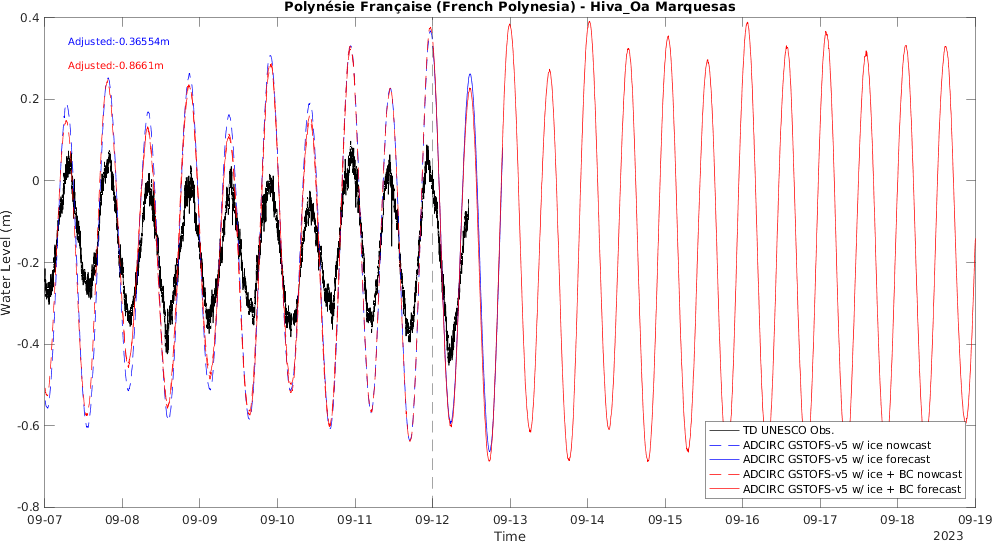 Polynésie Française (French Polynesia) - Hiva_Oa Marquesas
0.4
Adjusted:-0.36554m
Adjusted:-0.8661m
0.2
0
-0.2
-0.4
-0.6
-0.8
Water Level (m)
TD UNESCO Obs.
ADCIRC GSTOFS-v5 w/ ice nowcast
ADCIRC GSTOFS-v5 w/ ice forecast
ADCIRC GSTOFS-v5 w/ ice + BC nowcast
ADCIRC GSTOFS-v5 w/ ice + BC forecast
09-07 09-08 09-09 09-10 09-11 09-12 09-13 09-14 09-15 09-16 09-17 09-18 09-19
Time
2023